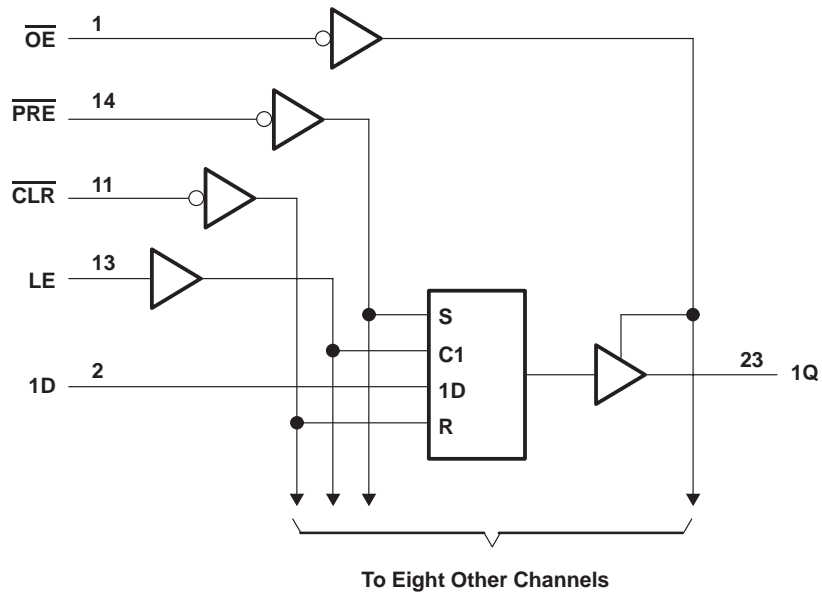 OE 1
PRE 14
CLR 11
LE 13
S
C1
1D 2
1D
R
23 1Q
To Eight Other Channels